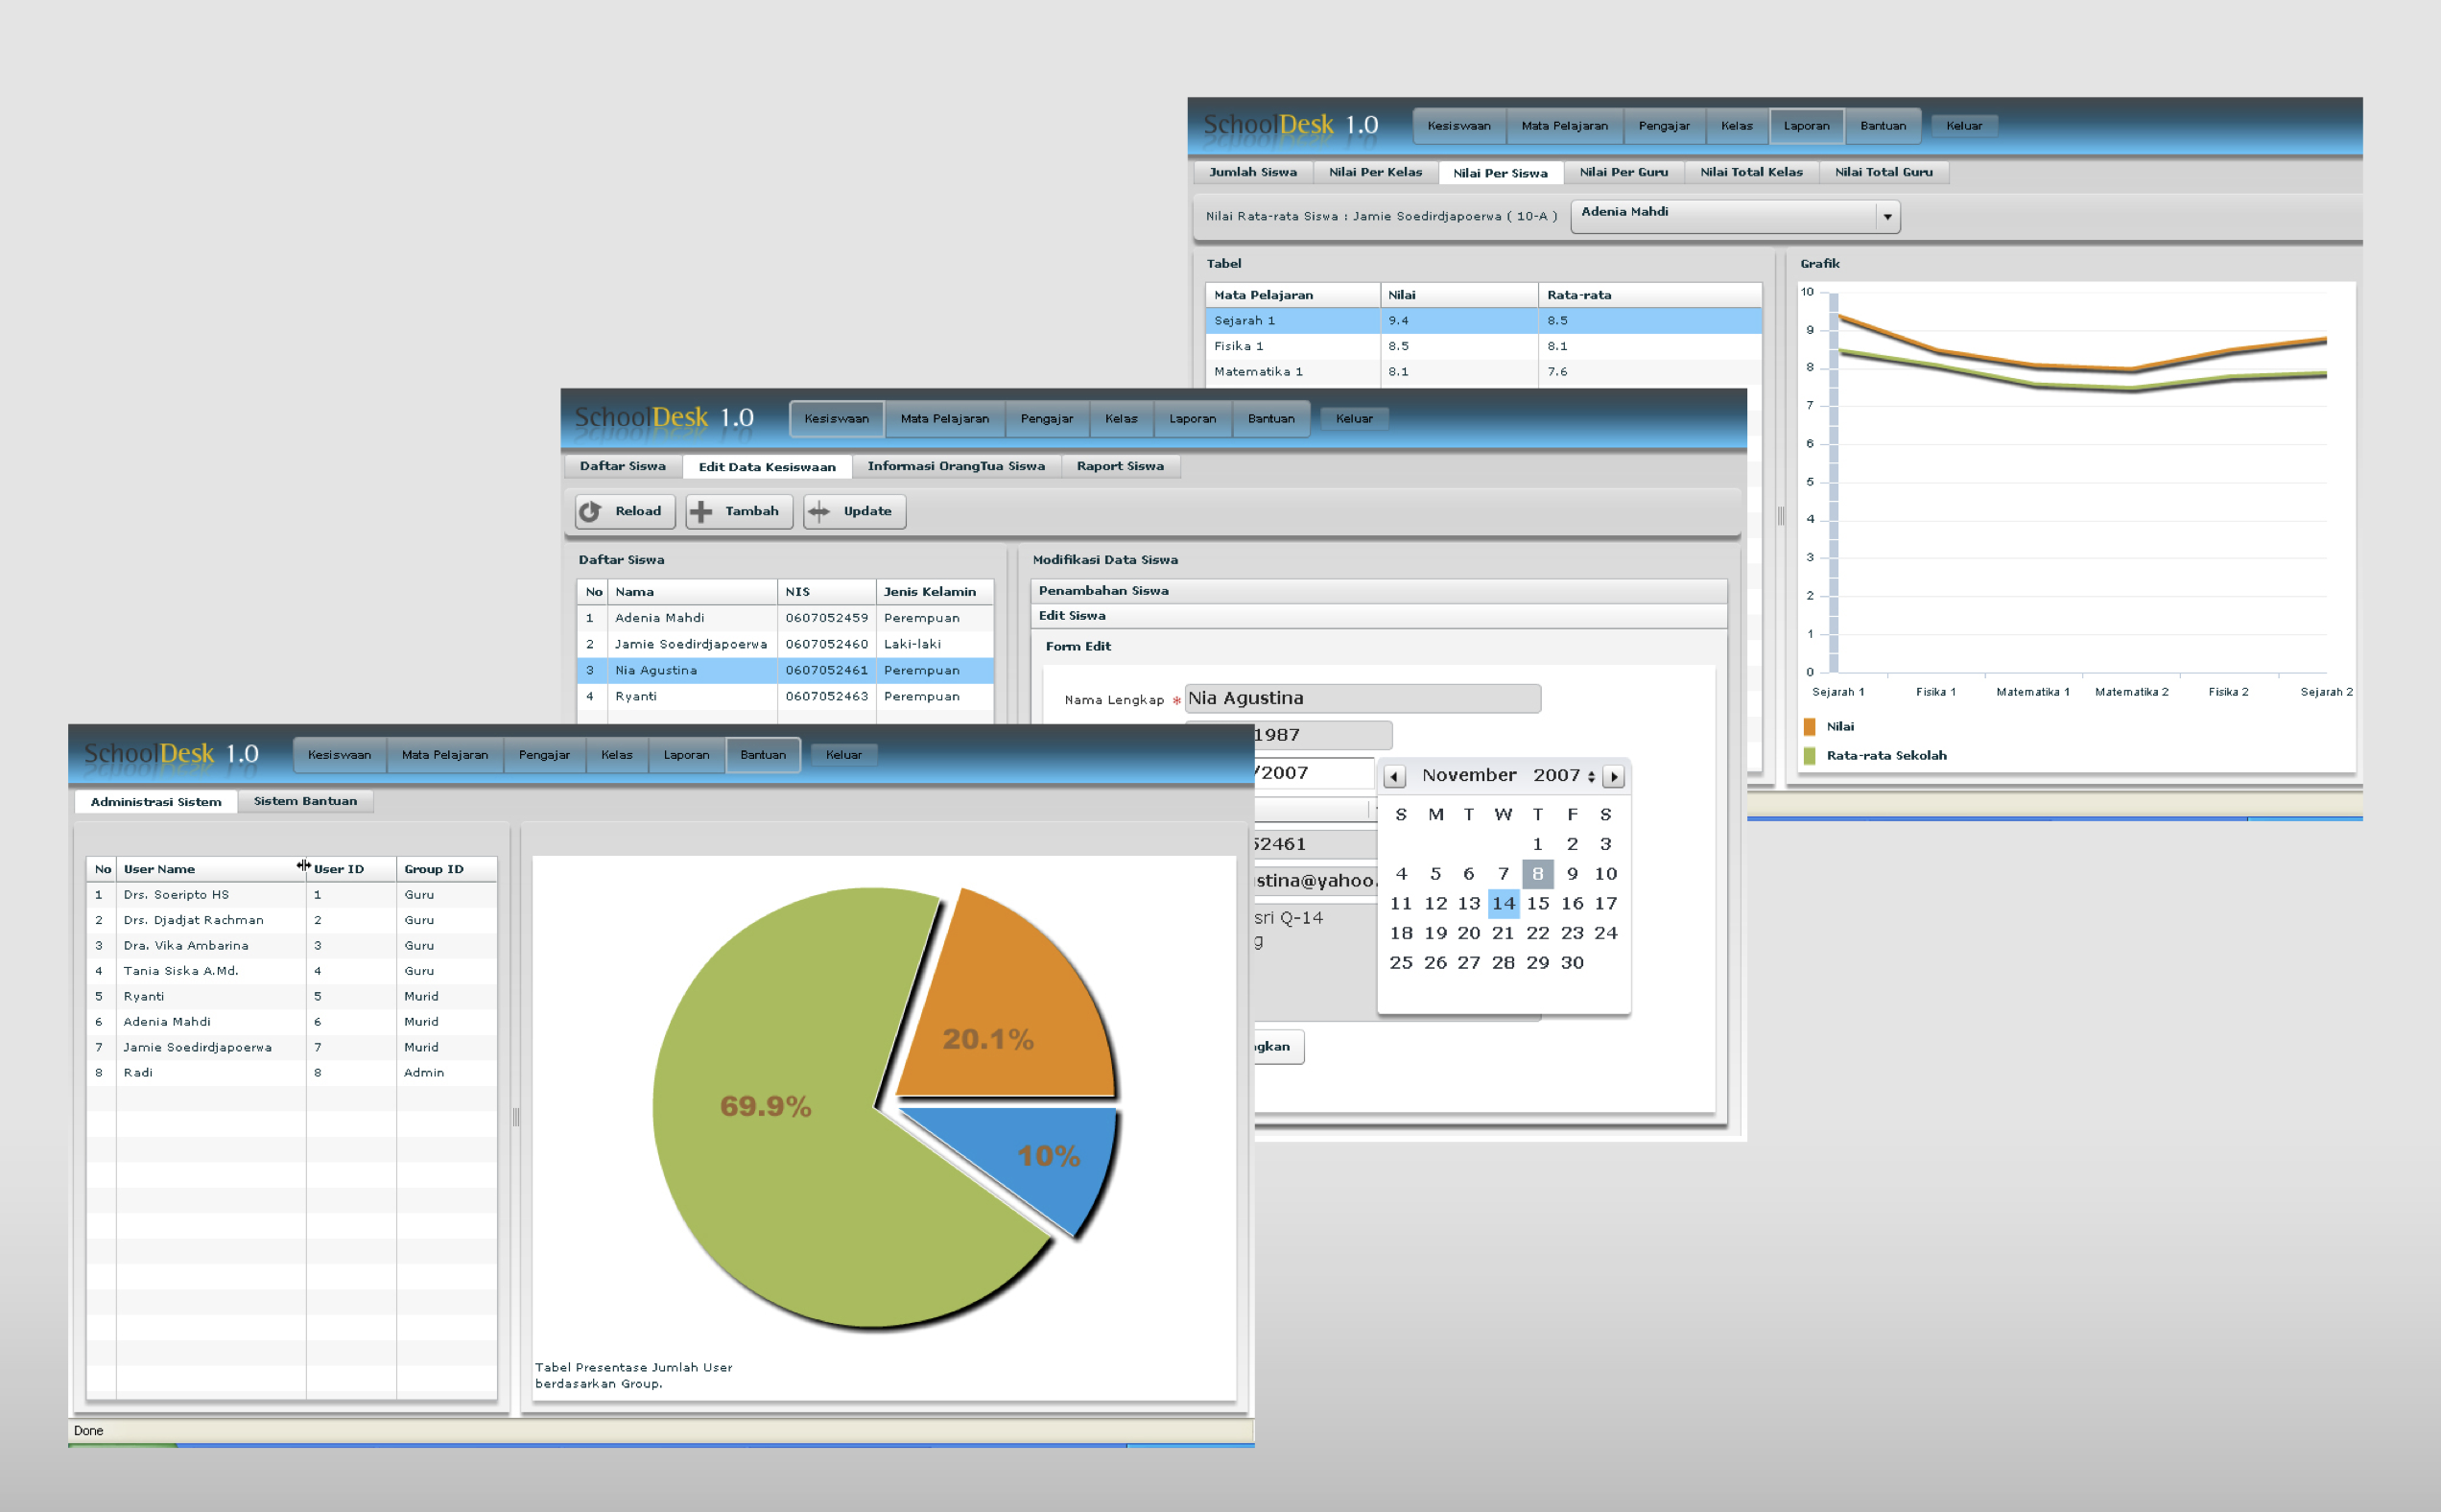 SchoolDesk 1.0 Kesiswaan Mata Pelajaran Pengajar Kelas Laporan Bantuan Keluar
Jumlah Siswa Nilai Per Kelas Nilai Per Siswa Nilai Per Guru Nilai Total Kelas Nilai Total Guru
Nilai Rata-rata Siswa : Jamie Soedirdjapoerwa ( 10-A ) Adenia Mahdi
Tabel
Mata Pelajaran Nilai Rata-rata
Sejarah 1 9.4 8.5
Fisika 1 8.5 8.1
Matematika 1 8.1 7.6
Grafik
10
9
8
7
6
5
4
3
2
1
0
Sejarah 1 Fisika 1 Matematika 1 Matematika 2 Fisika 2 Sejarah 2
Nilai
Rata-rata Sekolah
SchoolDesk 1.0 Kesiswaan Mata Pelajaran Pengajar Kelas Laporan Bantuan Keluar
Daftar Siswa Edit Data Kesiswaan Informasi OrangTua Siswa Raport Siswa
Reload Tambah Update
Daftar Siswa
No Nama NIS Jenis Kelamin
1 Adenia Mahdi 0607052459 Perempuan
2 Jamie Soedirdjapoerwa 0607052460 Laki-laki
3 Nia Agustina 0607052461 Perempuan
4 Ryanti 0607052463 Perempuan
Modifikasi Data Siswa
Penambahan Siswa
Edit Siswa
Form Edit
Nama Lengkap * Nia Agustina
1987
/2007
52461
stina@yahoo.
sri Q-14
g
gkan
November 2007
S M T W T F S
1 2 3
4 5 6 7 8 9 10
11 12 13 14 15 16 17
18 19 20 21 22 23 24
25 26 27 28 29 30
SchoolDesk 1.0 Kesiswaan Mata Pelajaran Pengajar Kelas Laporan Bantuan Keluar
Administrasi Sistem Sistem Bantuan
No User Name User ID Group ID
1 Drs. Soeripto HS 1 Guru
2 Drs. Djadjat Rachman 2 Guru
3 Dra. Vika Ambarina 3 Guru
4 Tania Siska A.Md. 4 Guru
5 Ryanti 5 Murid
6 Adenia Mahdi 6 Murid
7 Jamie Soedirdjapoerwa 7 Murid
8 Radi 8 Admin
20.1%
69.9%
10%
Tabel Presentase Jumlah User
berdasarkan Group.
Done